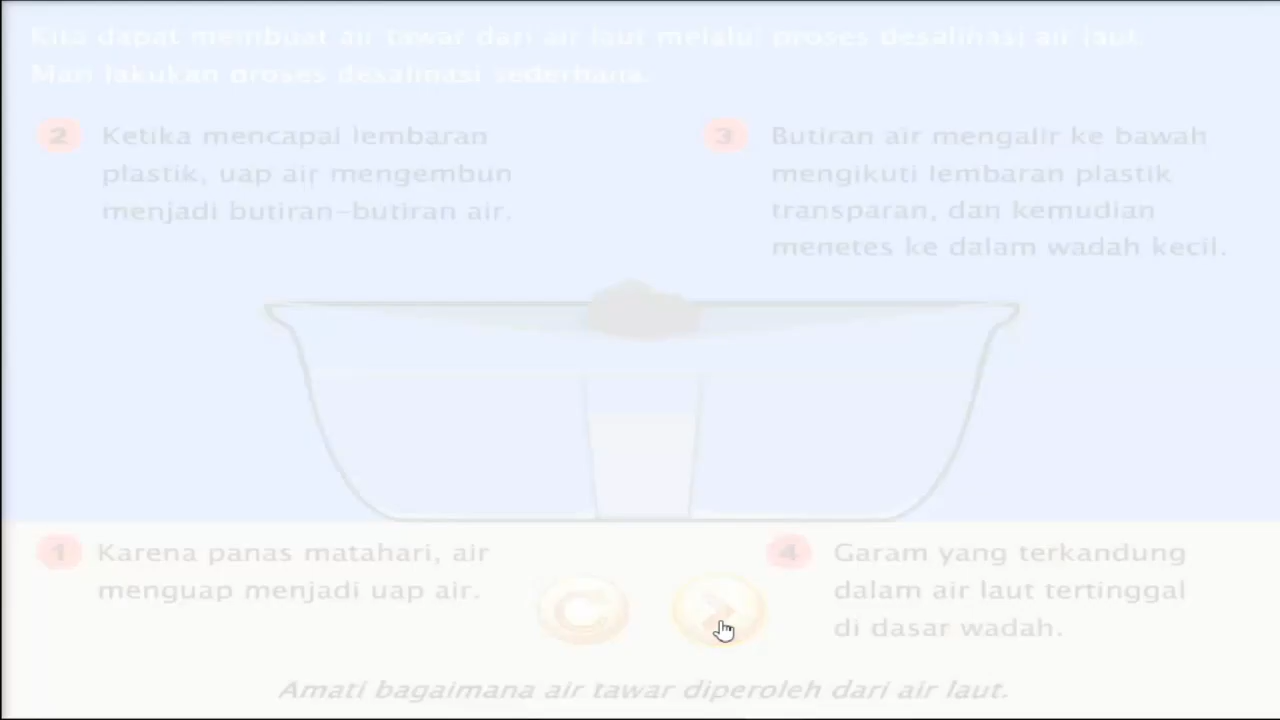 Kita dapat membuat air tawar dari air laut melalui proses desalinasi air laut.
Mari lakukan proses desalinasi sederhana.
2 Ketika mencapai lembaran
plastik, uap air mengembun
menjadi butiran-butiran air.
3 Butiran air mengalir ke bawah
mengikuti lembaran plastik
transparan, dan kemudian
menetes ke dalam wadah kecil.
1 Karena panas matahari, air
menguap menjadi uap air.
4 Garam yang terkandung
dalam air laut tertinggal
di dasar wadah.
Amati bagaimana air tawar diperoleh dari air laut.